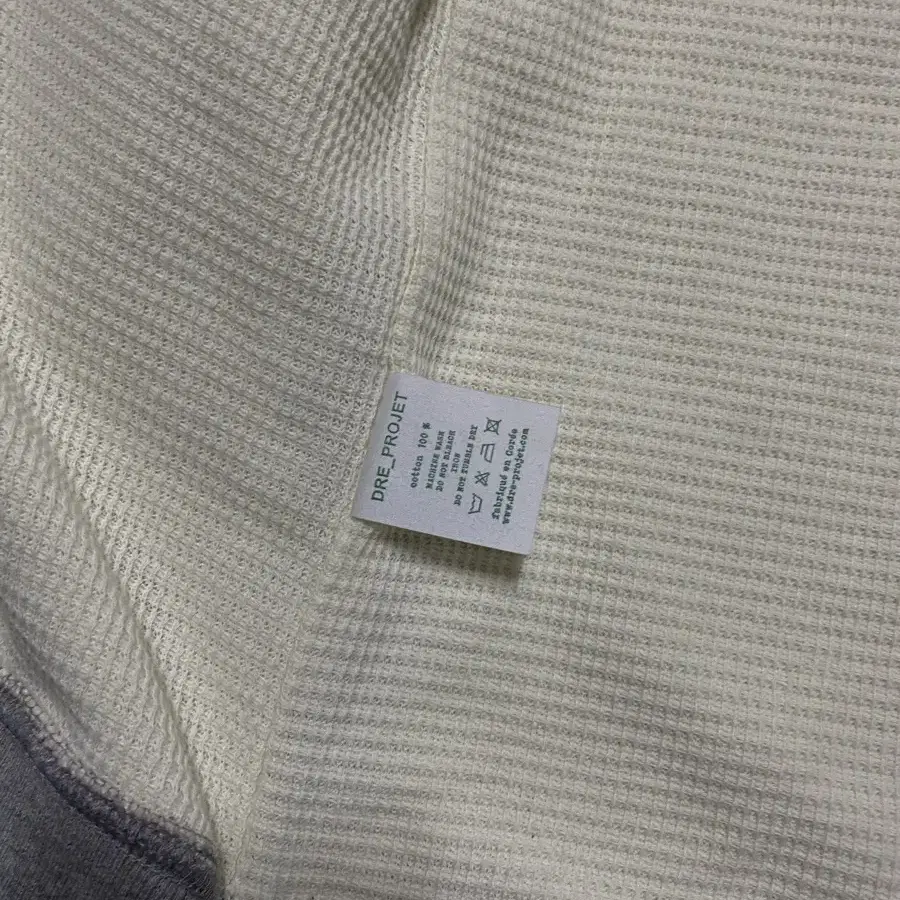 DRE_PROJET
cotton 100 %
MACHINE WASH
DO NOT BLEACH
IRON
DO NOT TUMBLE DRY
fabriqué en Corée
www.dre-projet.com